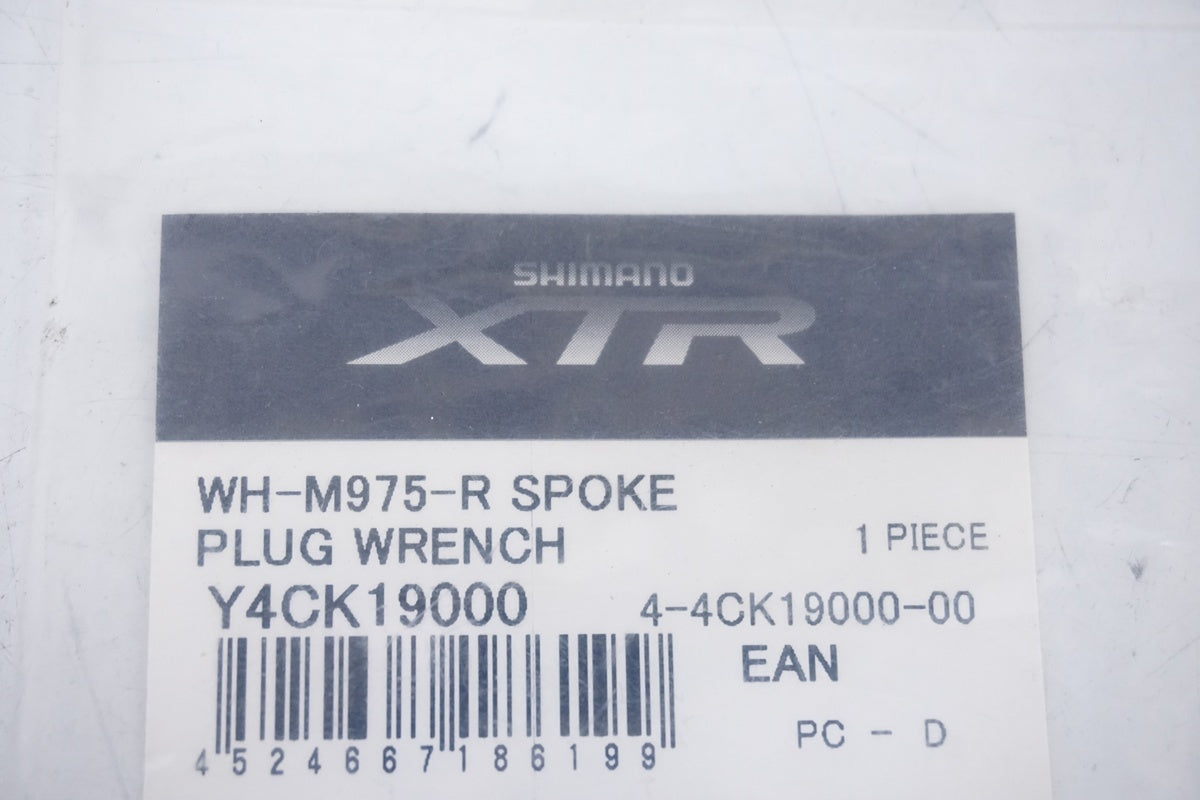 SHIMANO
XTR
WH-M975-R SPOKE
PLUG WRENCH
1 PIECE
Y4CK19000
4-4CK19000-00
EAN
4524667186199
PC - D